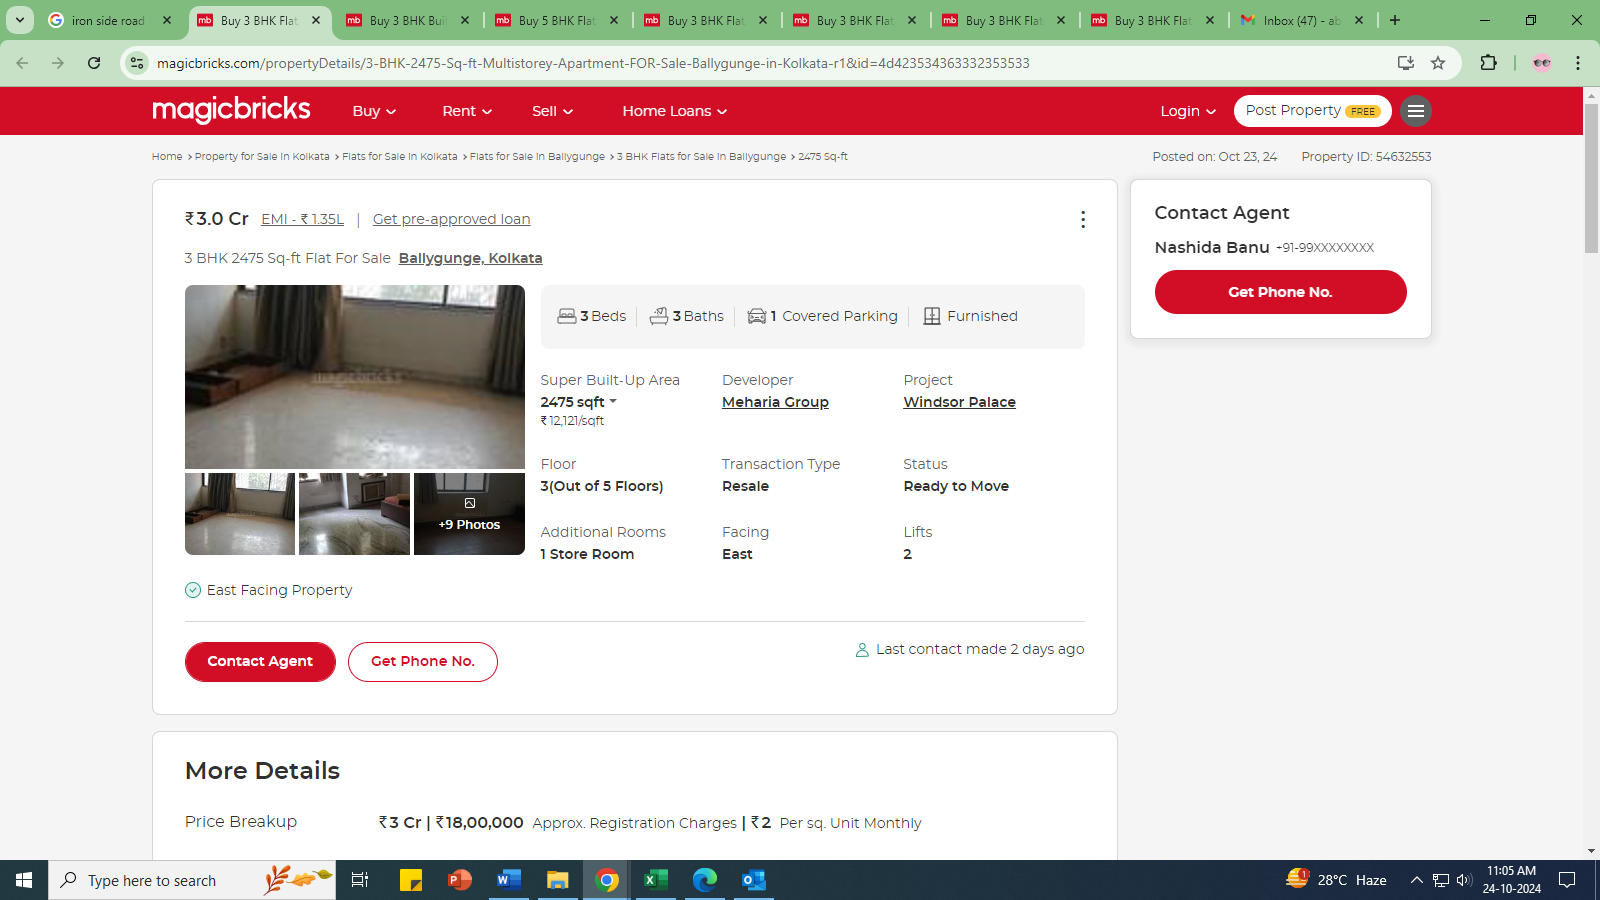 iron side road
Buy 3 BHK Flat
Buy 3 BHK Buil
Buy 5 BHK Flat
Buy 3 BHK Flat
Buy 3 BHK Flat
Buy 3 BHK Flat
Buy 3 BHK Flat
Inbox (47) - ab
magicbricks.com/propertyDetails/3-BHK-2475-Sq-ft-Multistorey-Apartment-FOR-Sale-Ballygunge-in-Kolkata-r1&id=4d423534363332353533
magicbricks Buy Rent Sell Home Loans Login Post Property FREE
Home > Property for Sale in Kolkata > Flats for Sale in Kolkata > Flats for Sale in Ballygunge > 3 BHK Flats for Sale in Ballygunge > 2475 Sq-ft
Posted on: Oct 23, 24 Property ID: 54632553
₹3.0 Cr EMI - ₹ 1.35L | Get pre-approved loan
3 BHK 2475 Sq-ft Flat For Sale Ballygunge, Kolkata
magicbricks
+9 Photos
3 Beds 3 Baths 1 Covered Parking Furnished
Super Built-Up Area
2475 sqft
₹12,121/sqft
Developer
Meharia Group
Project
Windsor Palace
Floor
3(Out of 5 Floors)
Transaction Type
Resale
Status
Ready to Move
Additional Rooms
1 Store Room
Facing
East
Lifts
2
East Facing Property
Contact Agent
Get Phone No.
Last contact made 2 days ago
Contact Agent
Nashida Banu +91-99XXXXXXXX
Get Phone No.
More Details
Price Breakup ₹3 Cr | ₹18,00,000 Approx. Registration Charges | ₹2 Per sq. Unit Monthly
Type here to search
28°C Haze
11:05 AM
24-10-2024